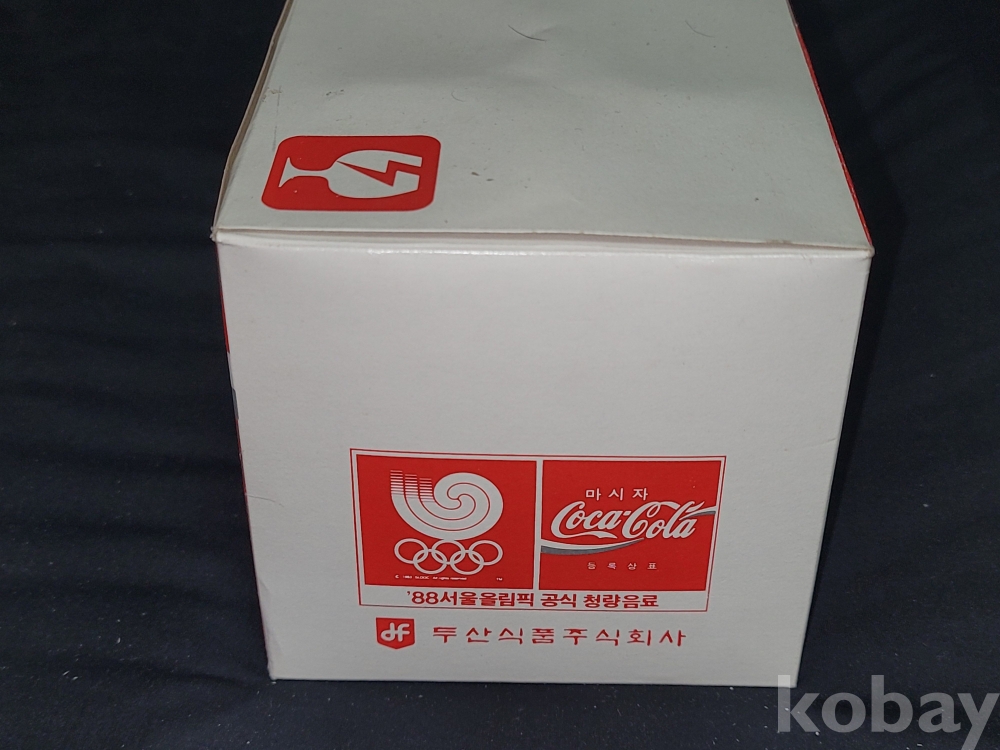 마시자
Coca-Cola
등록상표
'88서울올림픽 공식 청량음료
df 두산식품주식회사
kobay